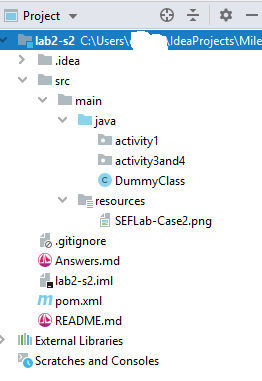 Project
lab2-s2 C:\Users\ \IdeaProjects\Mile
.idea
src
main
java
activity1
activity3and4
DummyClass
resources
SEFLab-Case2.png
.gitignore
Answers.md
lab2-s2.iml
pom.xml
README.md
External Libraries
Scratches and Consoles